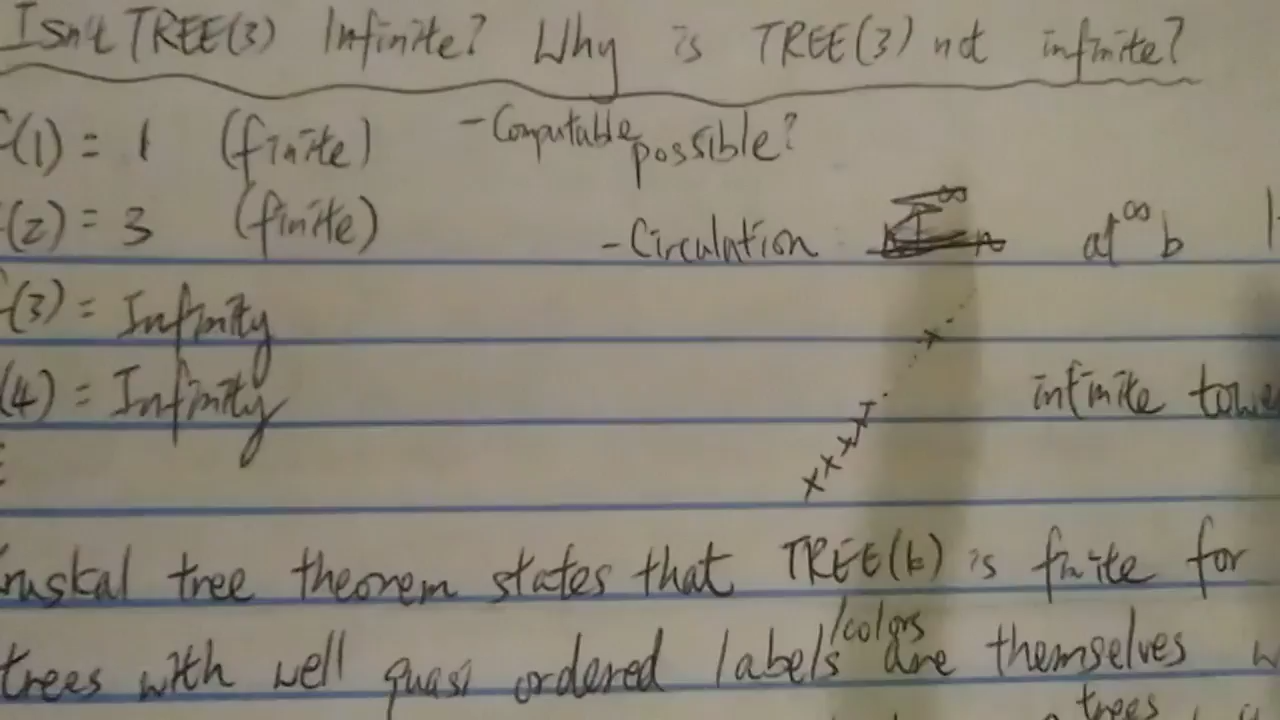 Isn't TREE(3) Infinite? Why is TREE(3) not infinite?
(1) = 1 (finite) - Computable possible?
(2) = 3 (finite) - Circulation a↑^∞ b
(3) = Infinity
(4) = Infinity infinite towe
ruskal tree theorem states that TREE(k) is finite for
trees with well quasi ordered labels/colors are themselves w
trees